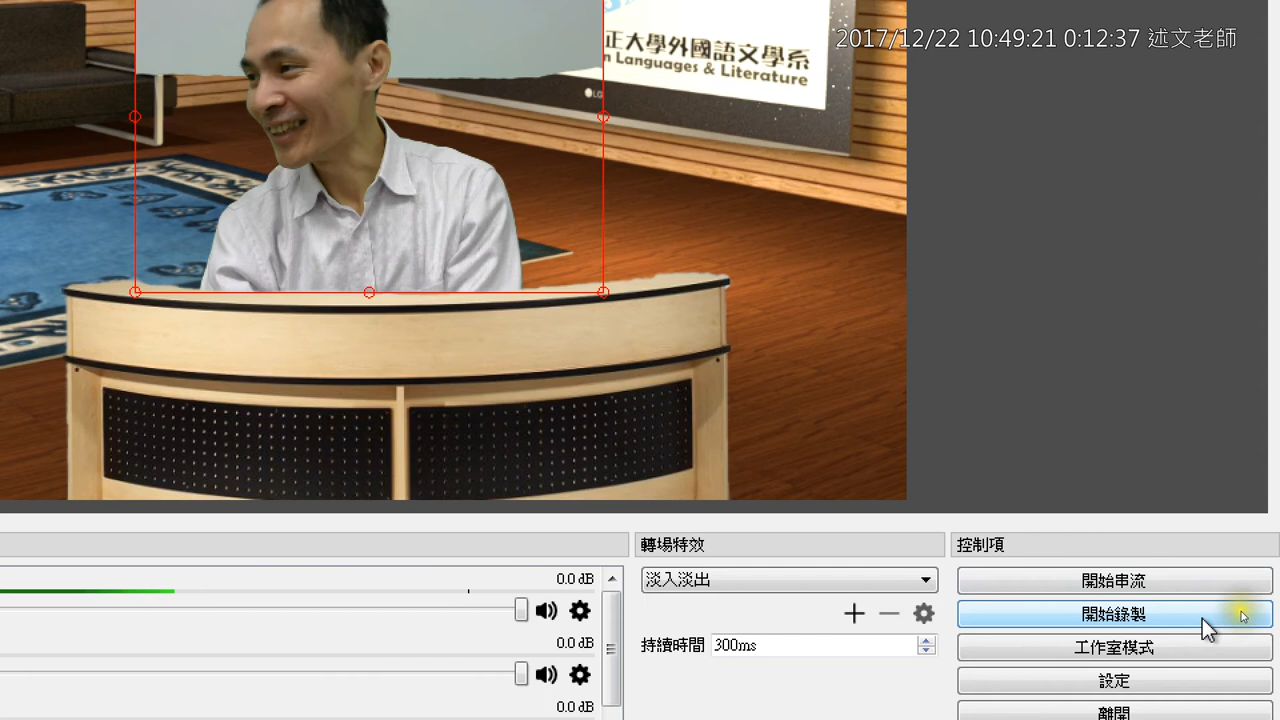 正大學外國語文學系
n Languages & Literature
LG
2017/12/22 10:49:21 0:12:37 述文老師
轉場特效
控制項
0.0 dB
淡入淡出
開始串流
開始錄製
0.0 dB
持續時間 300ms
工作室模式
設定
0.0 dB
離開